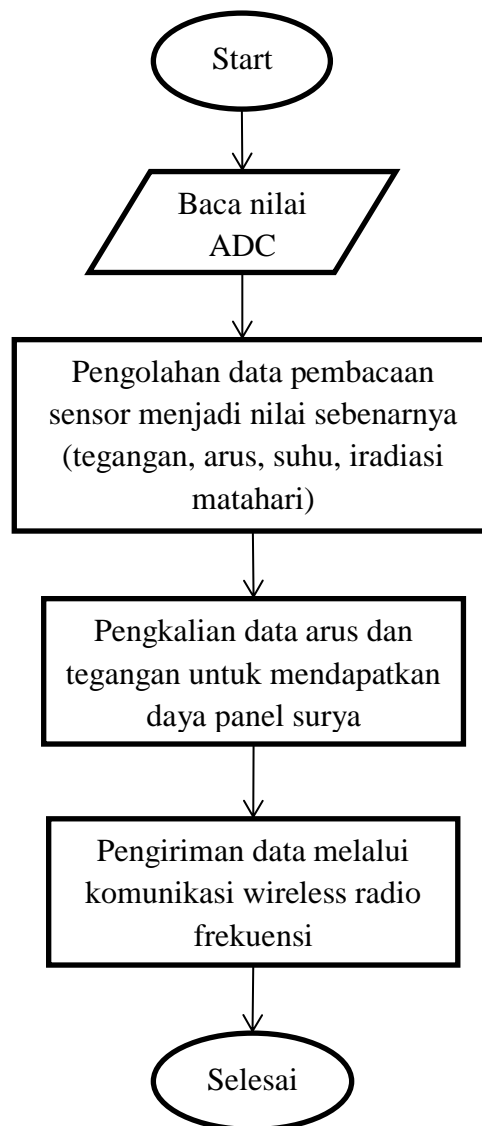 Start
Baca nilai
ADC
Pengolahan data pembacaan
sensor menjadi nilai sebenarnya
(tegangan, arus, suhu, iradiasi
matahari)
Pengkalian data arus dan
tegangan untuk mendapatkan
daya panel surya
Pengiriman data melalui
komunikasi wireless radio
frekuensi
Selesai